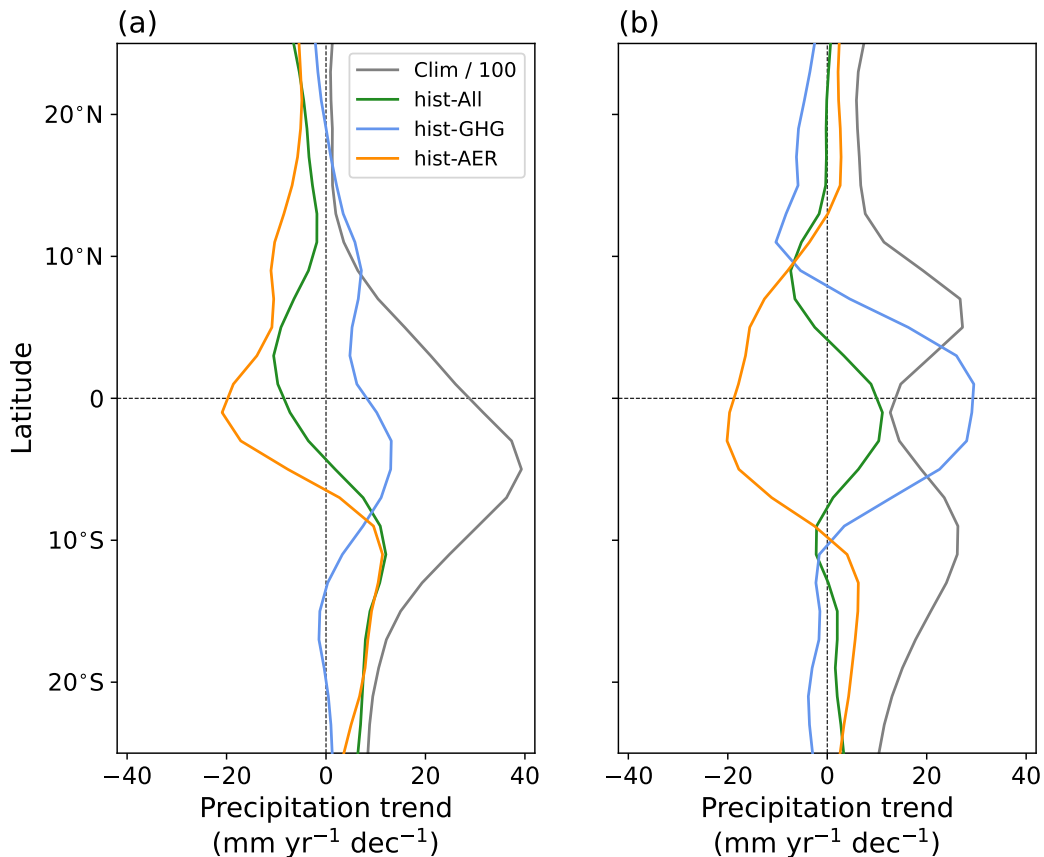 (a)
(b)
Clim / 100
hist-All
hist-GHG
hist-AER
20°N
10°N
0
10°S
20°S
Latitude
−40 −20 0 20 40
−40 −20 0 20 40
Precipitation trend
(mm yr⁻¹ dec⁻¹)
Precipitation trend
(mm yr⁻¹ dec⁻¹)